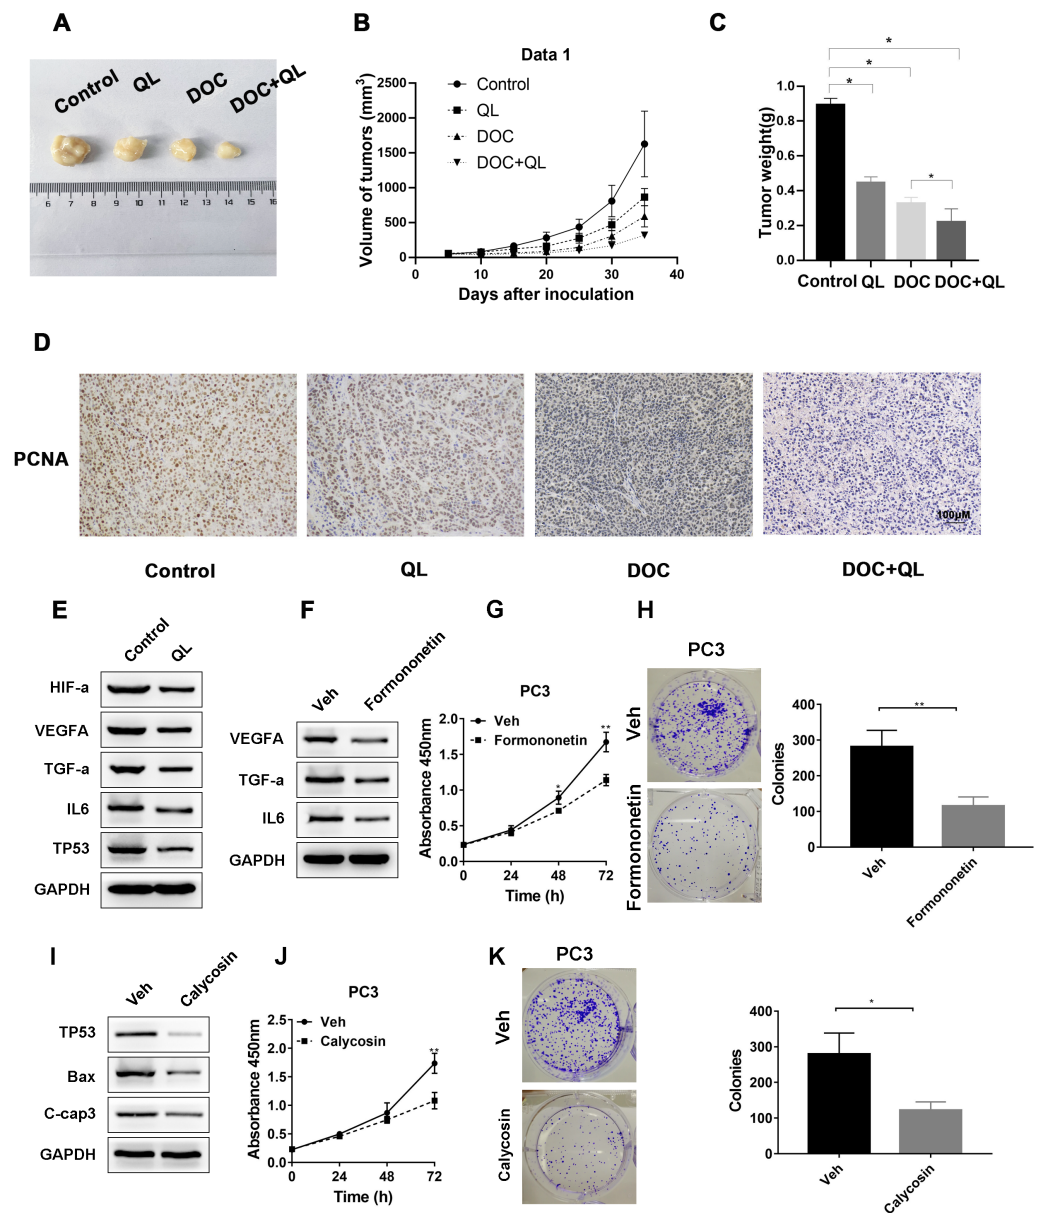 A
Control
QL
DOC
DOC+QL
6 7 8 9 10 11 12 13 14 15 16
B
Data 1
Volume of tumors (mm³)
2500
2000
1500
1000
500
0
Control
QL
DOC
DOC+QL
0 10 20 30 40
Days after inoculation
C
Tumor weight(g)
1.0
0.8
0.6
0.4
0.2
0.0
*
*
*
*
Control QL DOC DOC+QL
D
PCNA
100μM
Control QL DOC DOC+QL
E
Control
QL
HIF-a
VEGFA
TGF-a
IL6
TP53
GAPDH
F
Veh
Formononetin
VEGFA
TGF-a
IL6
GAPDH
G
PC3
Absorbance 450nm
2.0
1.5
1.0
0.5
0.0
Veh
Formononetin
*
**
0 24 48 72
Time (h)
H
PC3
Veh
Formononetin
Colonies
400
300
200
100
0
**
Veh
Formononetin
I
Veh
Calycosin
TP53
Bax
C-cap3
GAPDH
J
PC3
Absorbance 450nm
2.5
2.0
1.5
1.0
0.5
0.0
Veh
Calycosin
**
0 24 48 72
Time (h)
K
PC3
Veh
Calycosin
Colonies
400
300
200
100
0
*
Veh
Calycosin